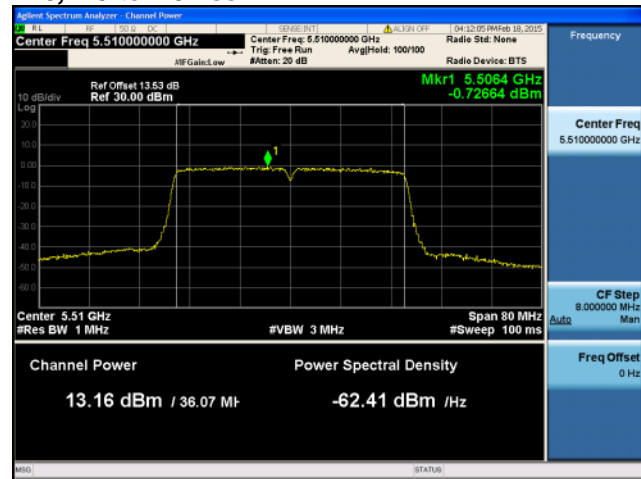 Agilent Spectrum Analyzer - Channel Power
RL RF 50 Ω DC SENSE:INT ALIGN OFF 04:12:05 PM Feb 18, 2015
Center Freq 5.510000000 GHz
Center Freq: 5.510000000 GHz
Radio Std: None
Trig: Free Run Avg|Hold: 100/100
#IFGain:Low #Atten: 20 dB Radio Device: BTS
Frequency
Ref Offset 13.53 dB
Ref 30.00 dBm
10 dB/div
Log
Mkr1 5.5064 GHz
-0.72664 dBm
20.0
10.0
0.00
-10.0
-20.0
-30.0
-40.0
-50.0
-60.0
1
Center 5.51 GHz Span 80 MHz
#Res BW 1 MHz #VBW 3 MHz #Sweep 100 ms
Channel Power
13.16 dBm / 36.07 MH
Power Spectral Density
-62.41 dBm /Hz
Center Freq
5.510000000 GHz
CF Step
8.000000 MHz
Auto Man
Freq Offset
0 Hz
MSG STATUS